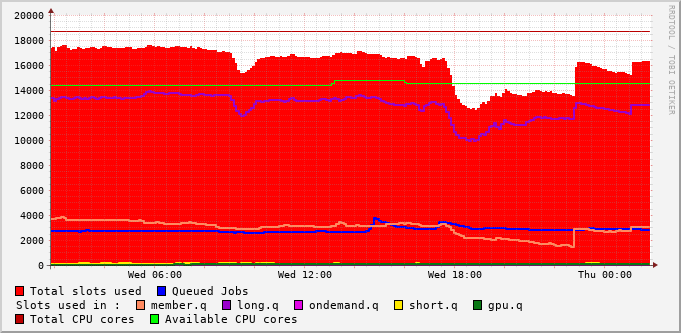 RRDTOOL / TOBI OETIKER
20000
18000
16000
14000
12000
10000
8000
6000
4000
2000
0
Wed 06:00 Wed 12:00 Wed 18:00 Thu 00:00
Total slots used Queued Jobs
Slots used in : member.q long.q ondemand.q short.q gpu.q
Total CPU cores Available CPU cores